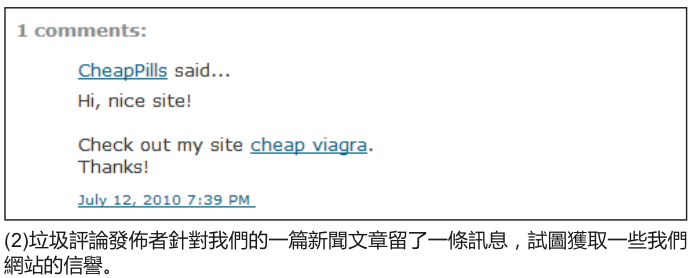 1 comments:
CheapPills said...
Hi, nice site!
Check out my site cheap viagra.
Thanks!
July 12, 2010 7:39 PM
(2)垃圾評論發佈者針對我們的一篇新聞文章留了一條訊息，試圖獲取一些我們
網站的信譽。